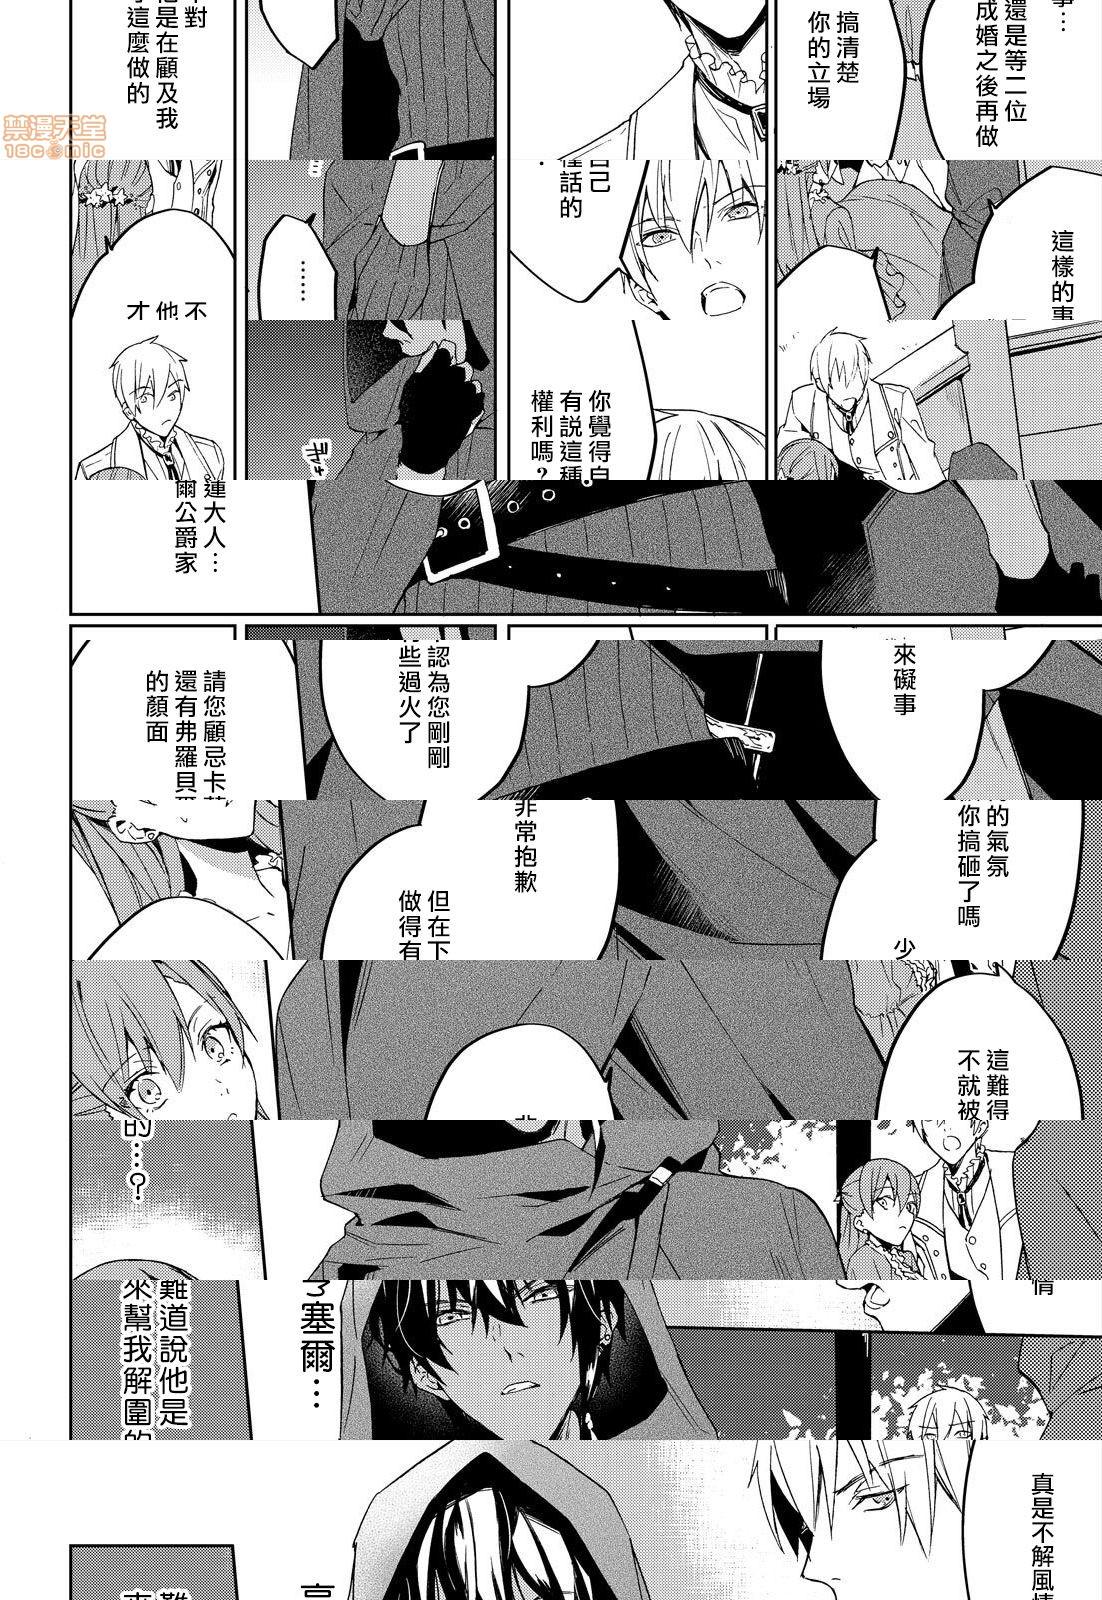 真是不解風情
亨塞爾…
難道說他是
來幫我解圍的…？
這難得的氣氛
不就被你搞砸了嗎
少來礙事
非常抱歉
但在下認為您剛剛
做得有些過火了
請您顧忌卡蓮大人…
還有弗羅貝爾公爵家
的顏面
這樣的事…
還是等二位
成婚之後再做
你覺得自己
有說這種話的
權利嗎？
搞清楚
你的立場
……
不對
他是在顧及我
才這麼做的
禁漫天堂
18comic